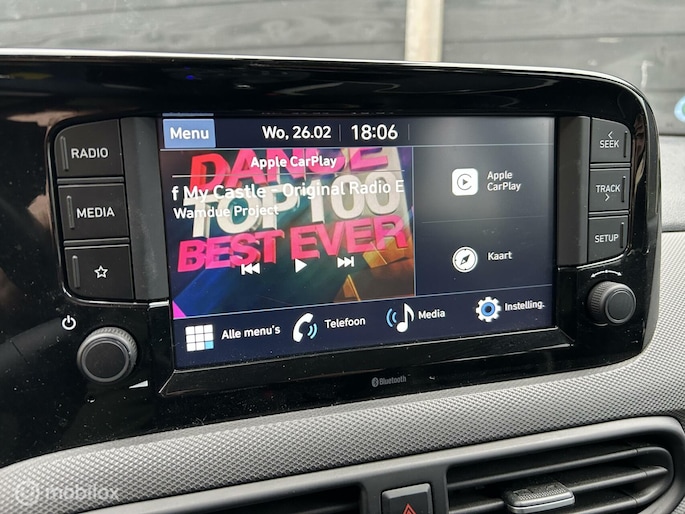 Menu
Wo, 26.02
18:06
Apple CarPlay
f My Castle - Original Radio E
Wamdue Project
DANCE
TOP 100
BEST EVER
Apple
CarPlay
Kaart
Alle menu's
Telefoon
Media
Instelling.
RADIO
MEDIA
< SEEK
TRACK >
SETUP
Bluetooth
mobilox